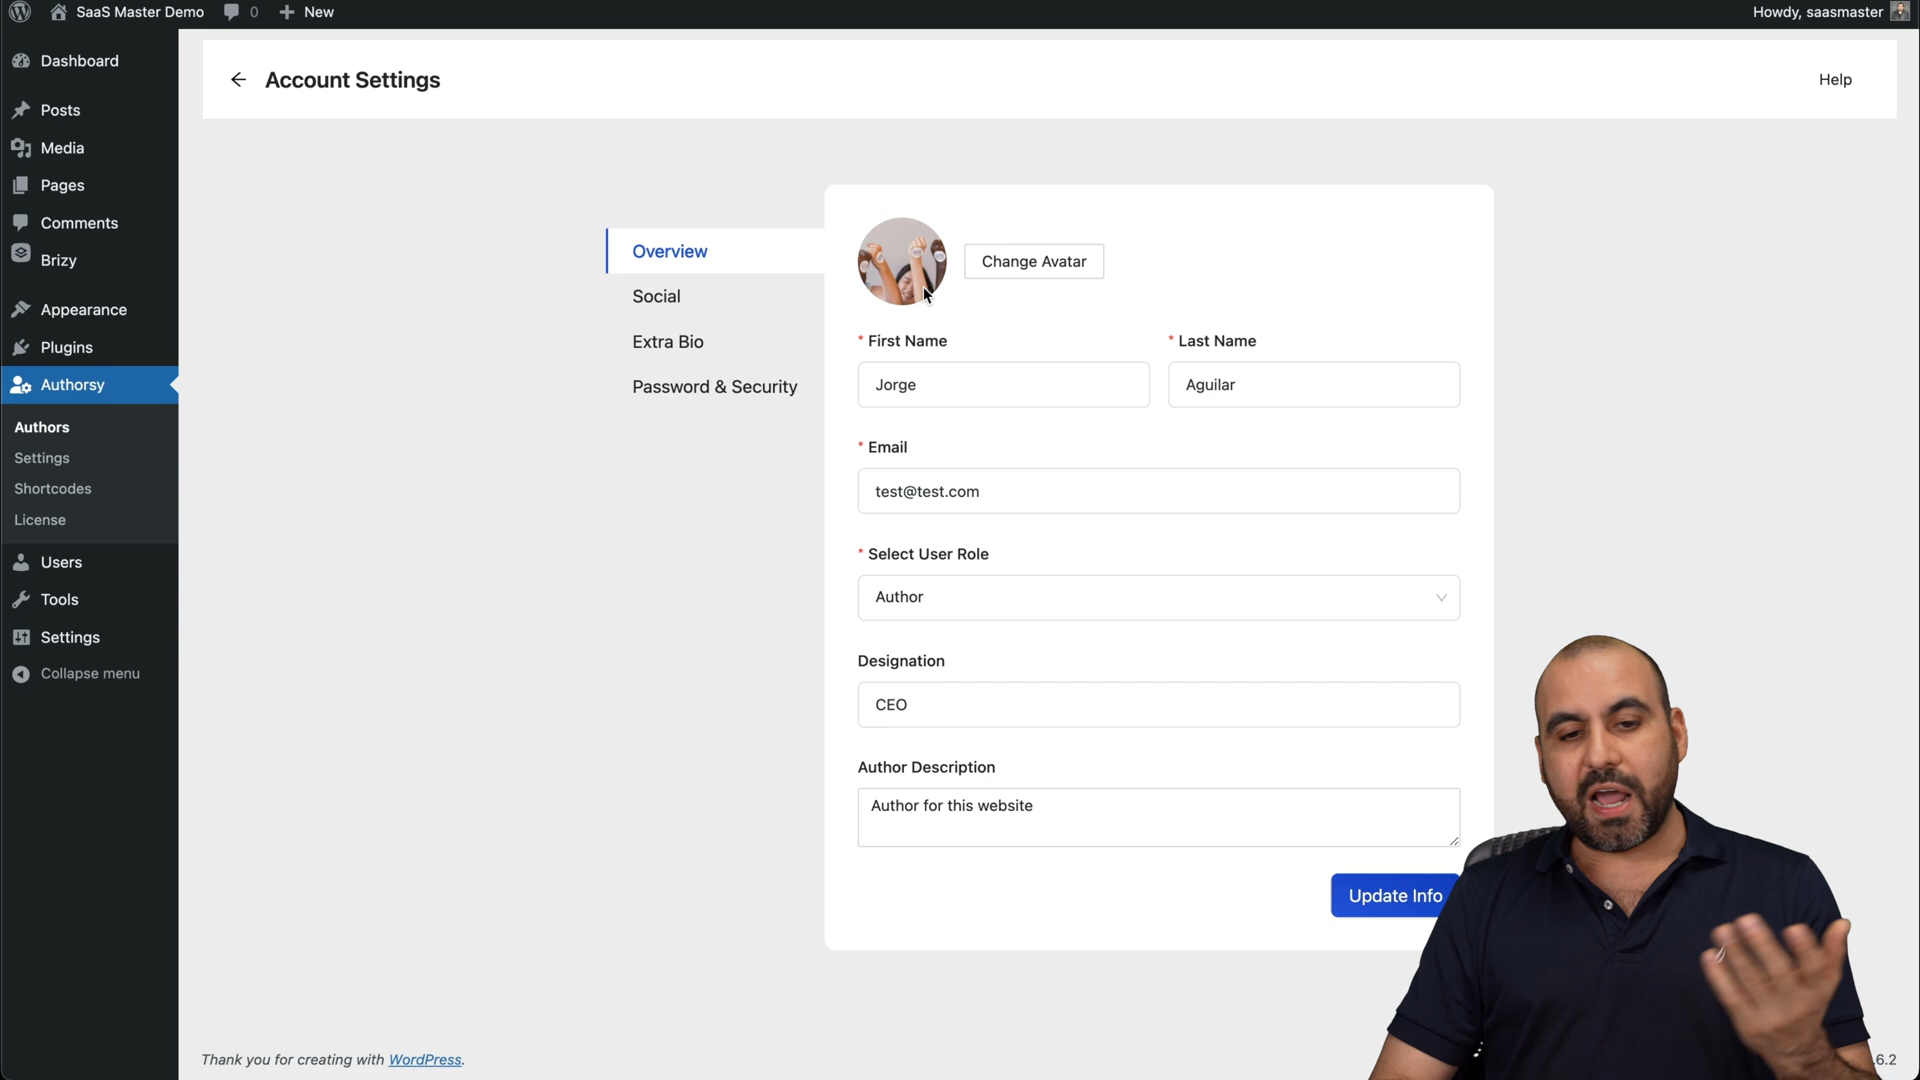 SaaS Master Demo 0 New Howdy, saasmaster
Dashboard
Account Settings Help
Posts
Media
Pages
Comments
Brizy
Appearance
Plugins
Authorsy
Authors
Settings
Shortcodes
License
Users
Tools
Settings
Collapse menu
Overview
Social
Extra Bio
Password & Security
Change Avatar
* First Name * Last Name
Jorge Aguilar
* Email
test@test.com
* Select User Role
Author
Designation
CEO
Author Description
Author for this website
Update Info
Thank you for creating with WordPress. .6.2